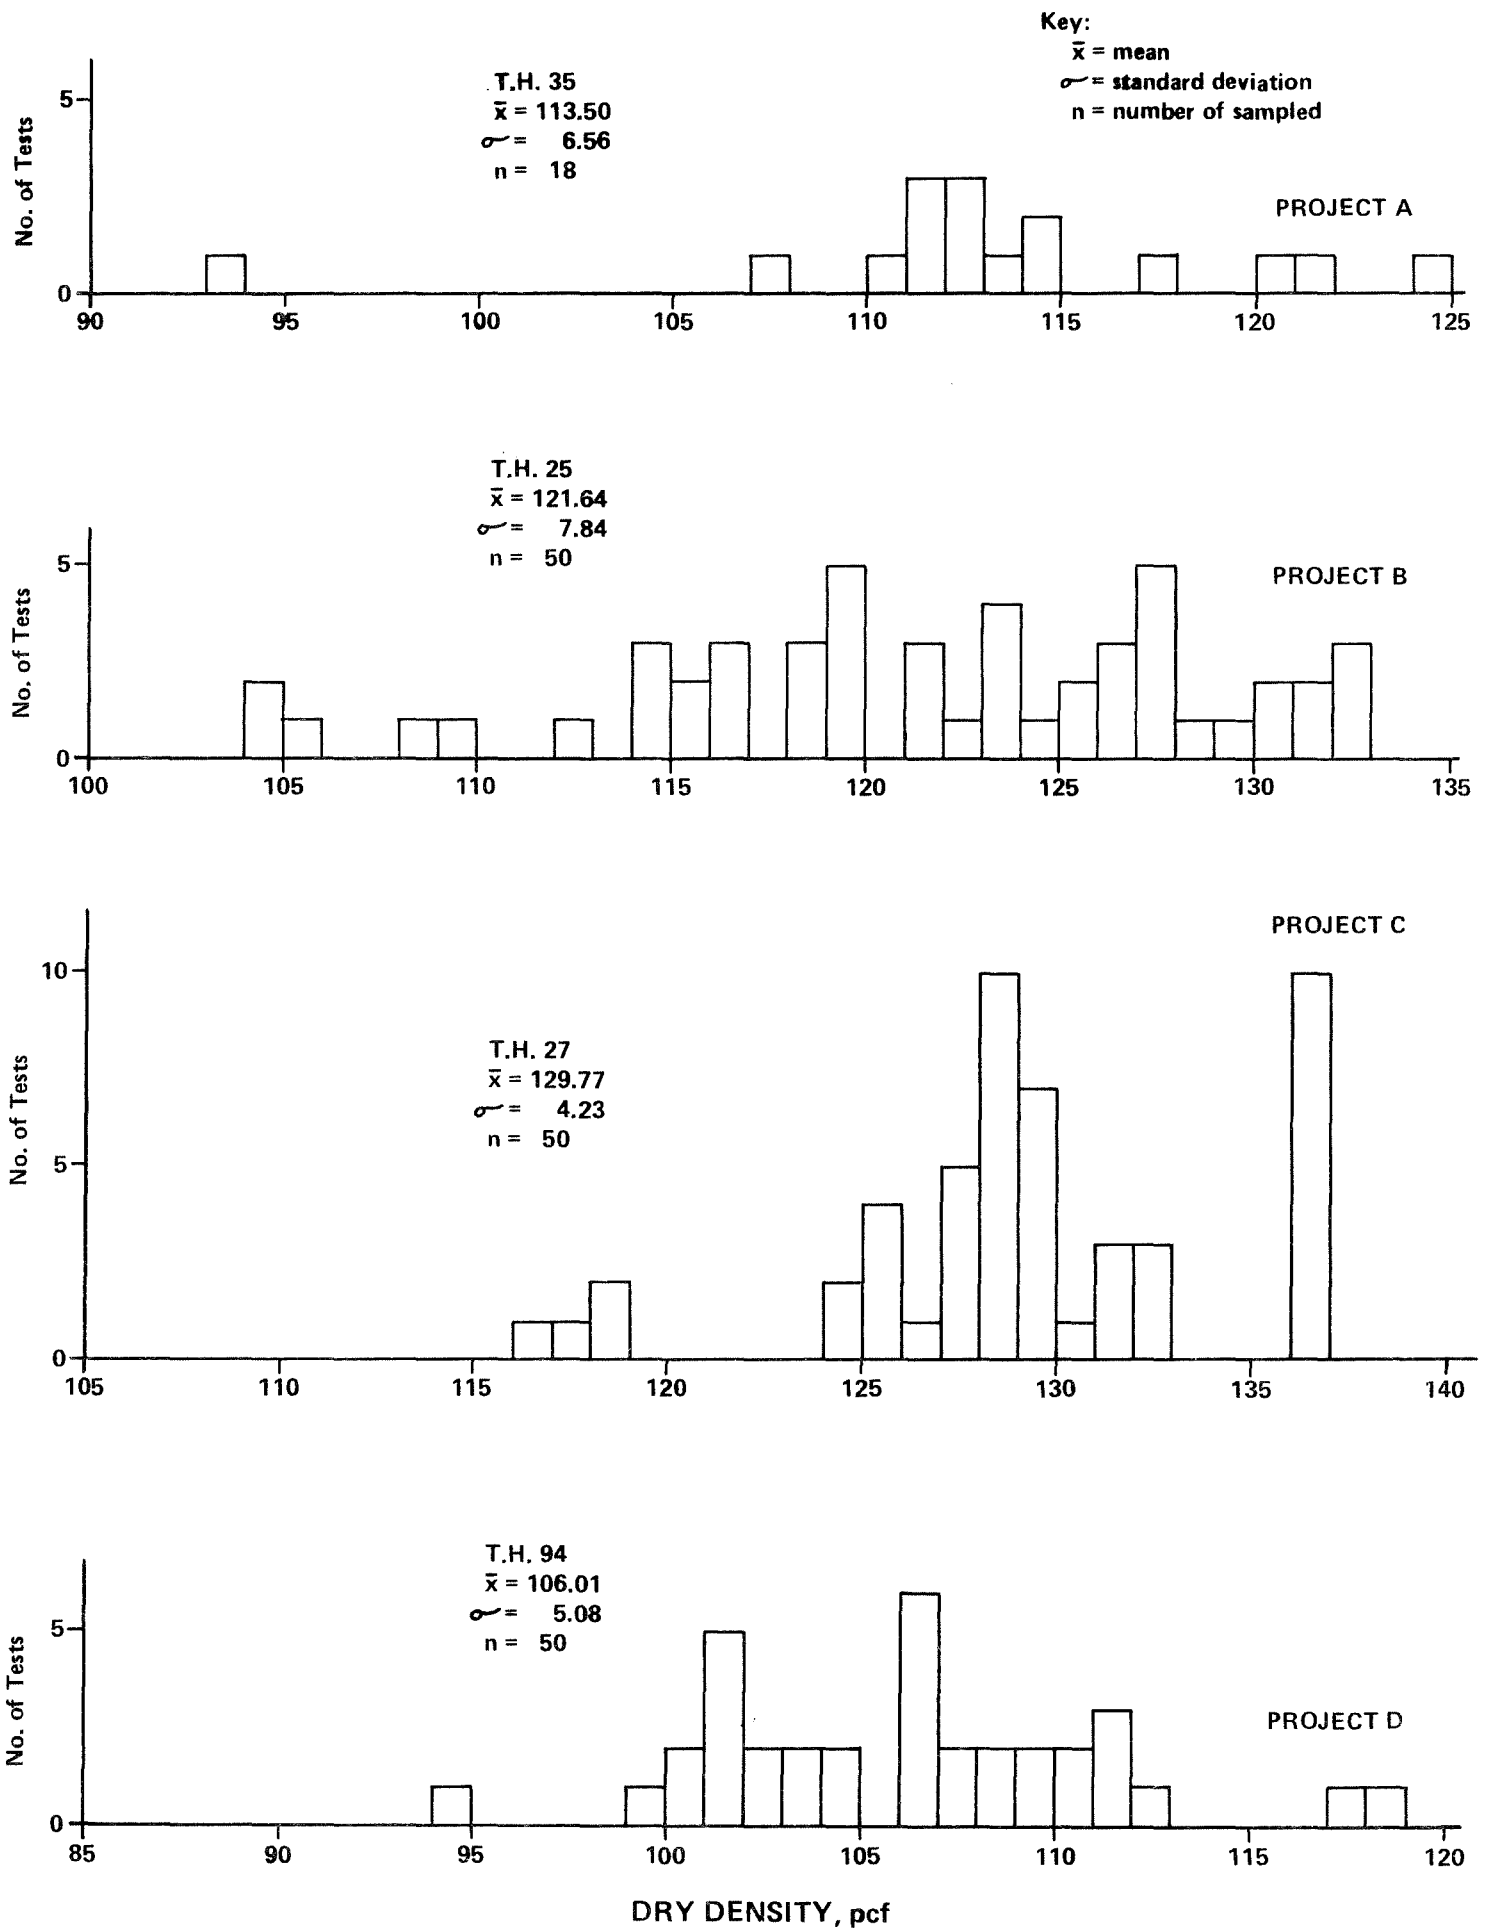 Key:
x̄ = mean
σ = standard deviation
n = number of sampled
T.H. 35
x̄ = 113.50
σ = 6.56
n = 18
PROJECT A
No. of Tests
5
0
90 95 100 105 110 115 120 125
T.H. 25
x̄ = 121.64
σ = 7.84
n = 50
PROJECT B
No. of Tests
5
0
100 105 110 115 120 125 130 135
PROJECT C
T.H. 27
x̄ = 129.77
σ = 4.23
n = 50
No. of Tests
10
5
0
105 110 115 120 125 130 135 140
T.H. 94
x̄ = 106.01
σ = 5.08
n = 50
PROJECT D
No. of Tests
5
0
85 90 95 100 105 110 115 120
DRY DENSITY, pcf